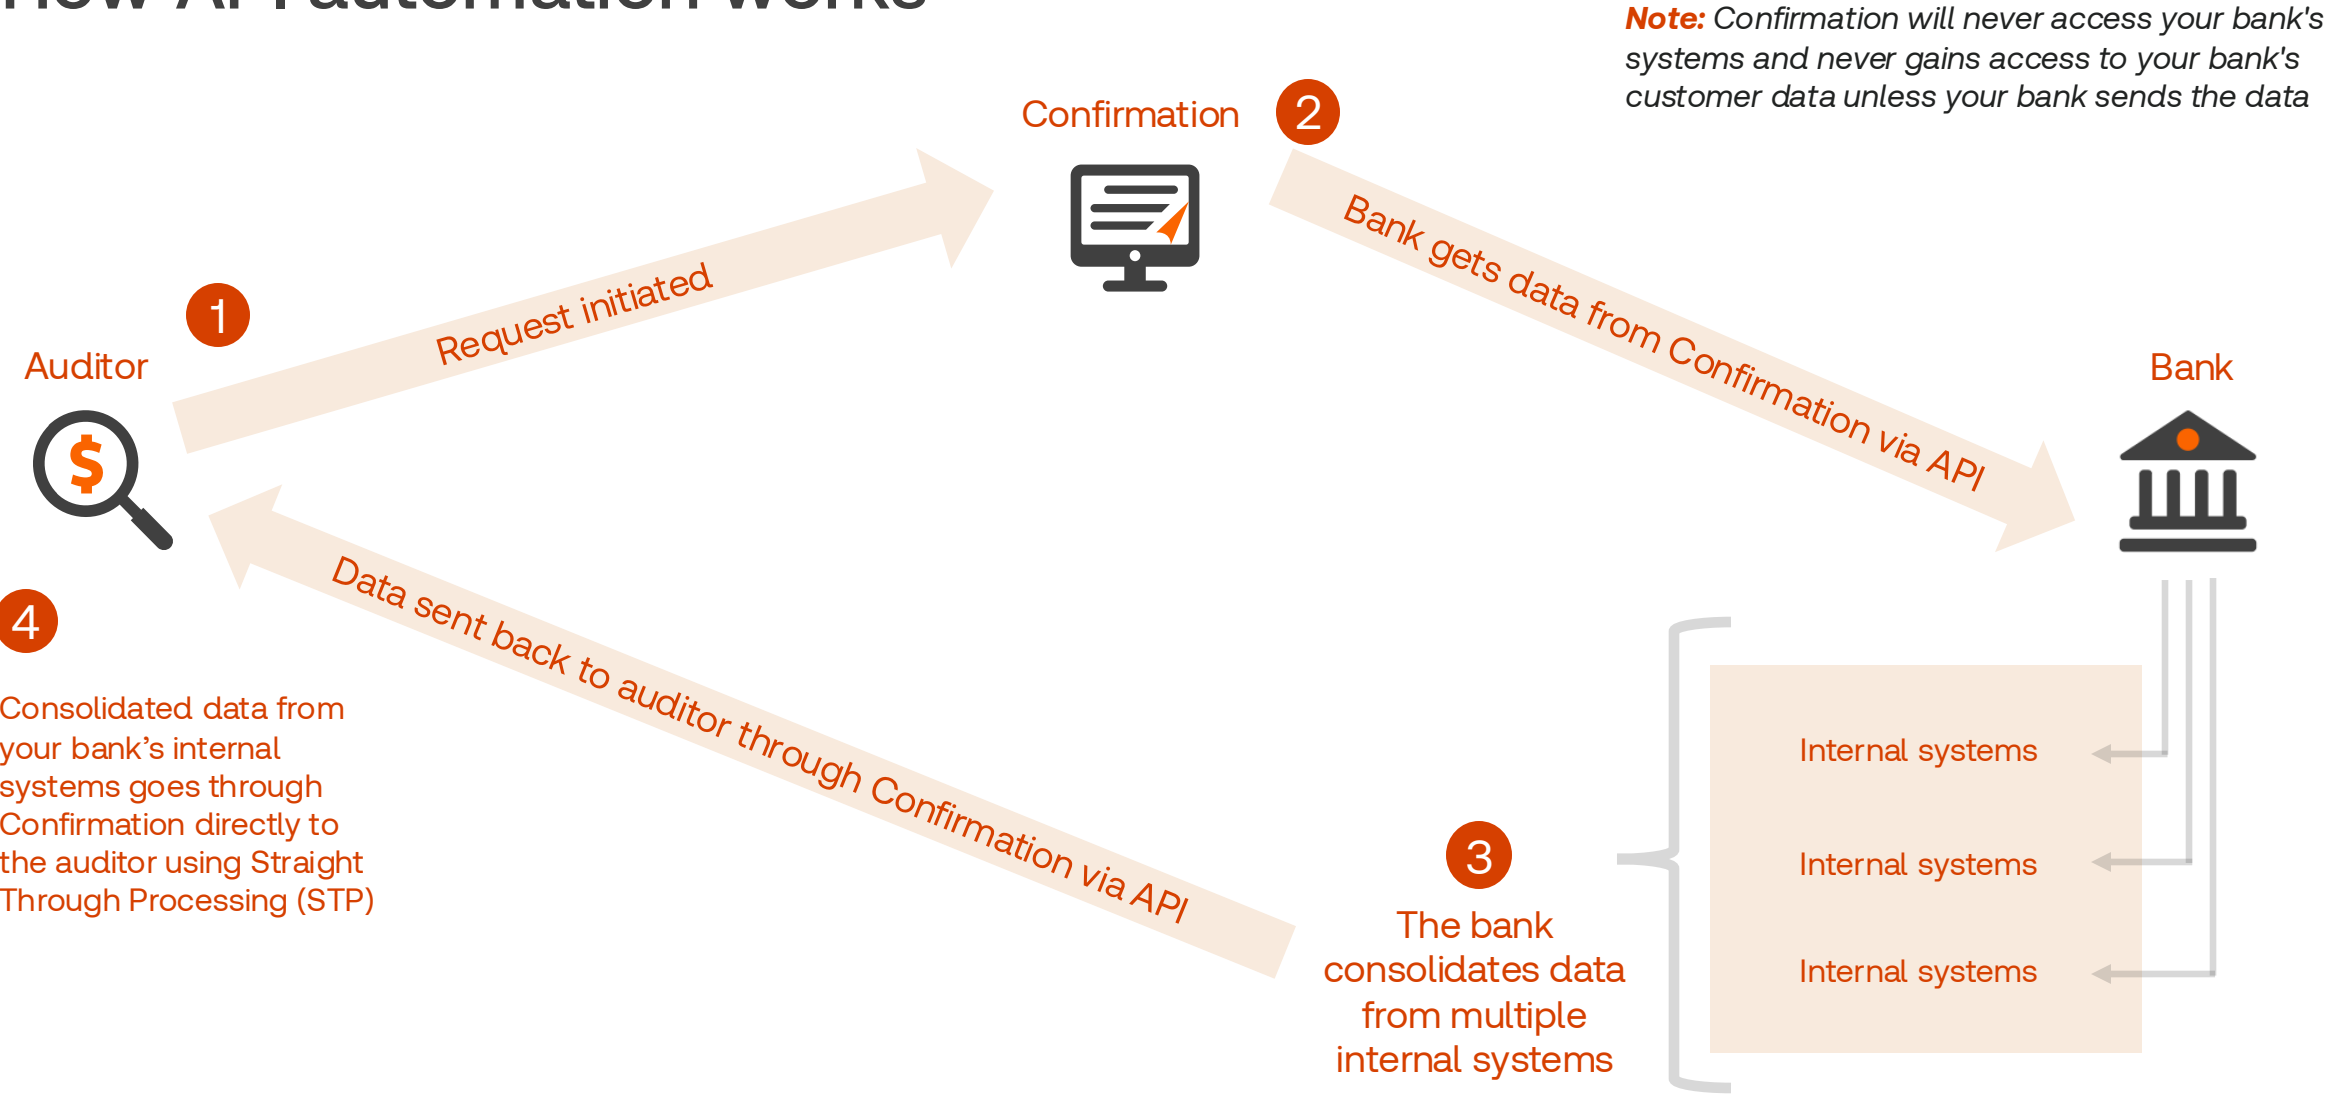 How API automation works
Note: Confirmation will never access your bank's
systems and never gains access to your bank's
customer data unless your bank sends the data
Confirmation
2
1
Auditor
$
Request initiated
Bank gets data from Confirmation via API
Bank
Data sent back to auditor through Confirmation via API
4
Consolidated data from
your bank’s internal
systems goes through
Confirmation directly to
the auditor using Straight
Through Processing (STP)
3
The bank
consolidates data
from multiple
internal systems
Internal systems
Internal systems
Internal systems